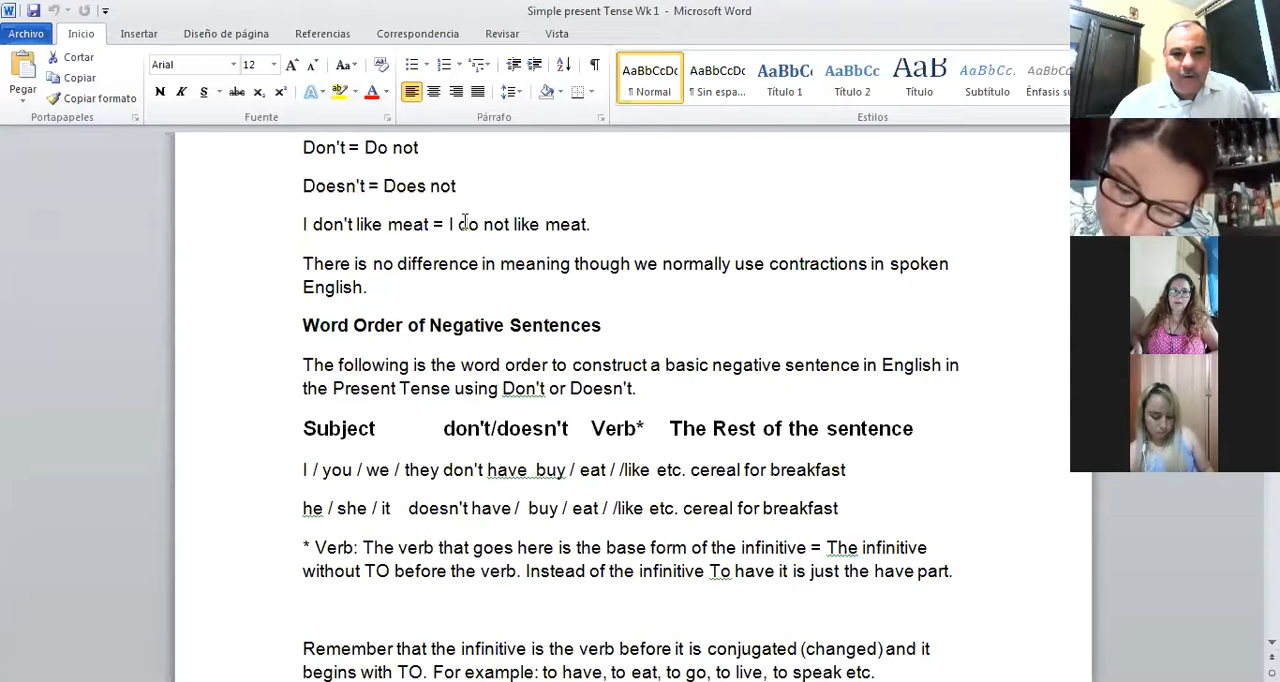 Simple present Tense Wk 1 - Microsoft Word
Archivo Inicio Insertar Diseño de página Referencias Correspondencia Revisar Vista
Cortar
Copiar
Copiar formato
Pegar
Portapapeles
Arial 12
Fuente
Párrafo
AaBbCcDc AaBbCcDc AaBbC AaBbCc AaB AaBbCc. AaBbCcD
¶ Normal ¶ Sin espa... Título 1 Título 2 Título Subtítulo Énfasis su
Estilos
Don't = Do not
Doesn't = Does not
I don't like meat = I do not like meat.
There is no difference in meaning though we normally use contractions in spoken
English.
Word Order of Negative Sentences
The following is the word order to construct a basic negative sentence in English in
the Present Tense using Don't or Doesn't.
Subject don't/doesn't Verb* The Rest of the sentence
I / you / we / they don't have buy / eat / /like etc. cereal for breakfast
he / she / it doesn't have / buy / eat / /like etc. cereal for breakfast
* Verb: The verb that goes here is the base form of the infinitive = The infinitive
without TO before the verb. Instead of the infinitive To have it is just the have part.
Remember that the infinitive is the verb before it is conjugated (changed) and it
begins with TO. For example: to have, to eat, to go, to live, to speak etc.